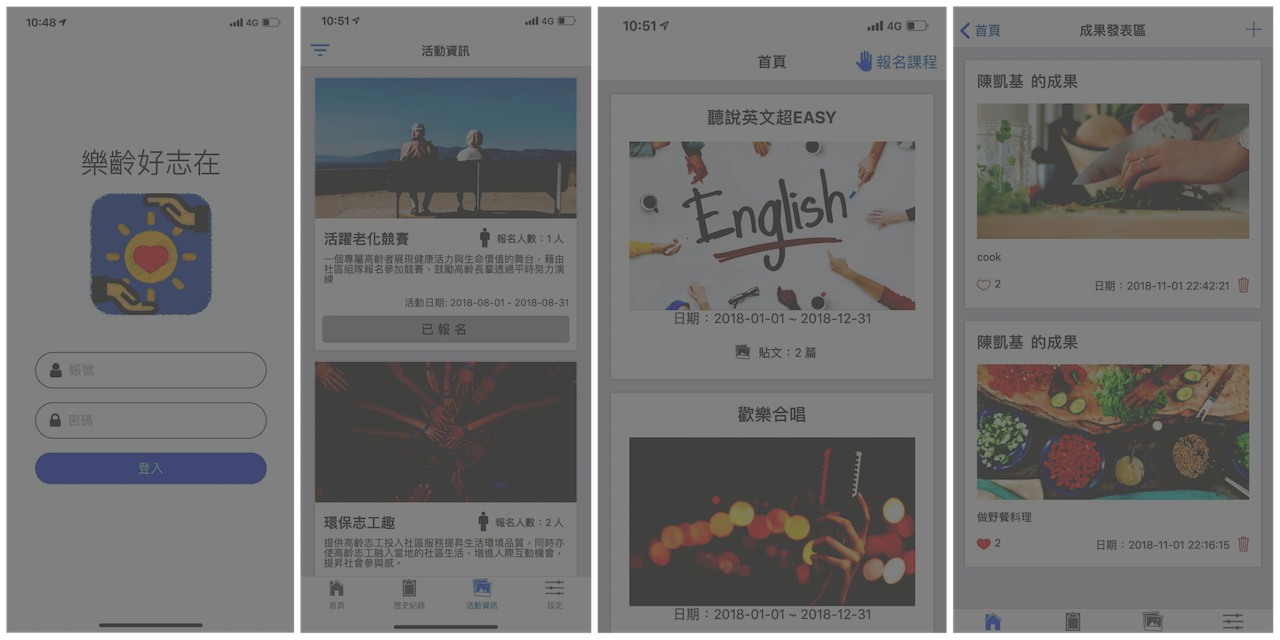 10:48
4G
樂齡好志在
帳號
密碼
登入
10:51
4G
活動資訊
活躍老化競賽
報名人數：1 人
一個專屬高齡者展現健康活力與生命價值的舞台，藉由
社區組隊報名參加競賽，鼓勵高齡長輩透過平時努力演
練
活動日期: 2018-08-01 - 2018-08-31
已報名
環保志工趣
報名人數：2 人
提供高齡志工投入社區服務提昇生活環境品質，同時亦
使高齡志工融入當地的社區生活，增進人際互動機會，
提昇社會參與感。
首頁
歷史紀錄
活動資訊
設定
10:51
4G
首頁
報名課程
聽說英文超EASY
English
日期：2018-01-01 ~ 2018-12-31
貼文：2 篇
歡樂合唱
日期：2018-01-01 ~ 2018-12-31
首頁
成果發表區
陳凱基 的成果
cook
2
日期：2018-11-01 22:42:21
陳凱基 的成果
做野餐料理
2
日期：2018-11-01 22:16:15